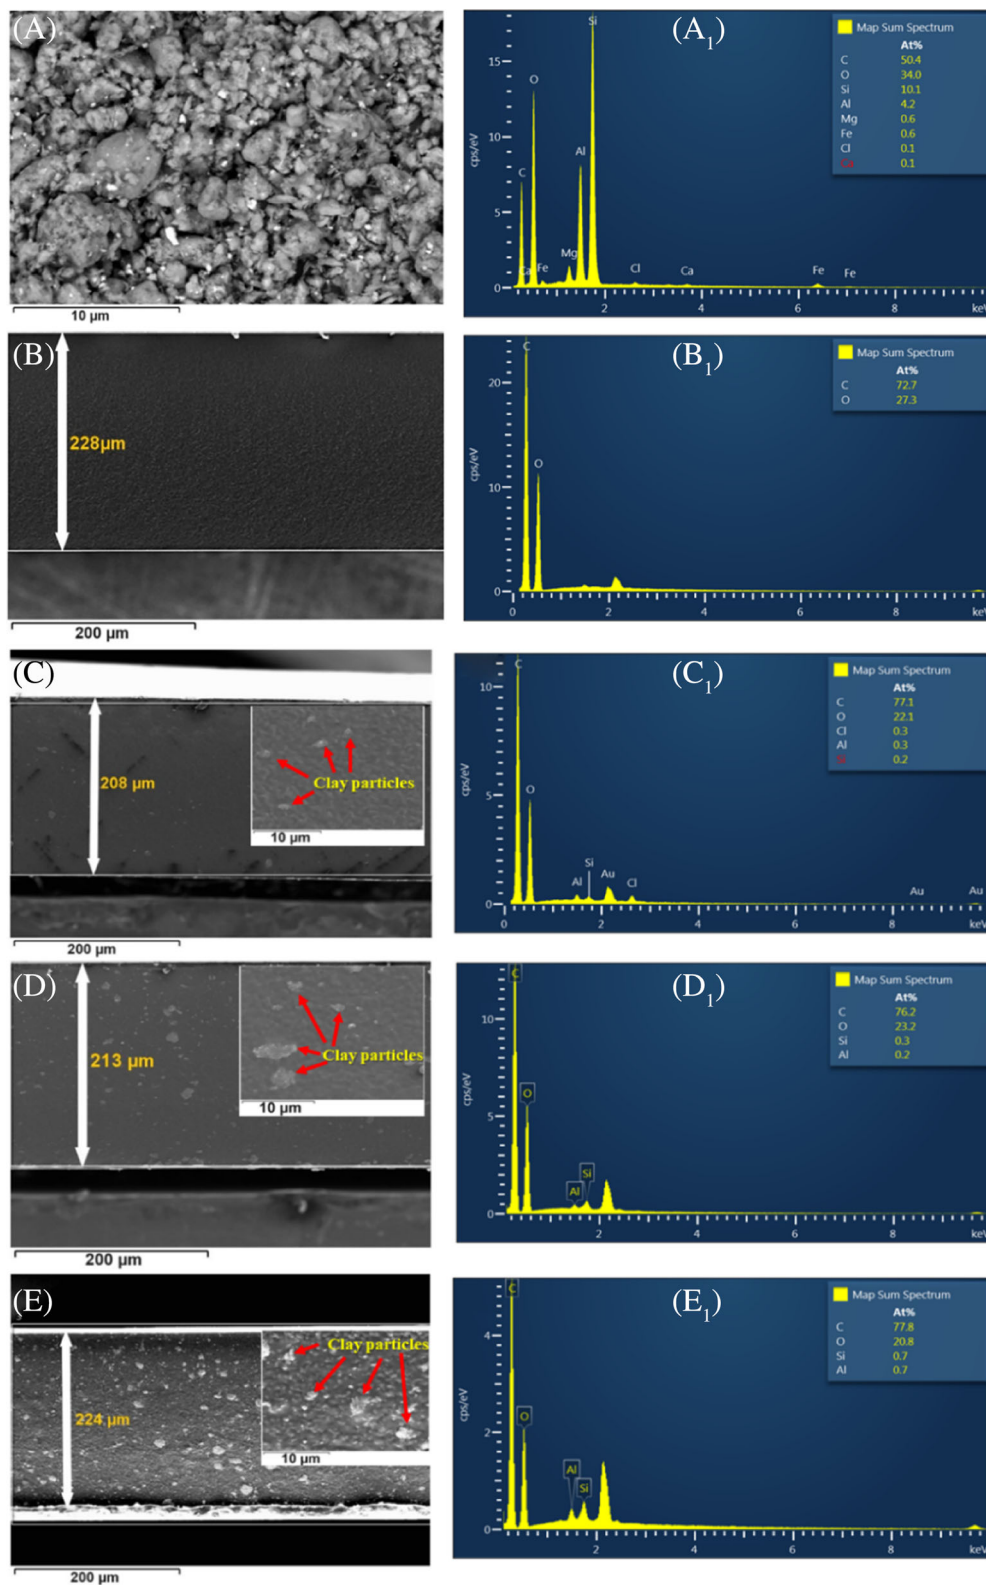 (A)
10 µm
(A1)
Map Sum Spectrum
At%
C 50.4
O 34.0
Si 10.1
Al 4.2
Mg 0.6
Fe 0.6
Cl 0.1
Ca 0.1
cps/eV
15
10
5
0
C
O
Al
Si
Ca
Fe
Mg
Cl
Ca
Fe
Fe
2
4
6
8
keV
(B)
228µm
200 µm
(B1)
Map Sum Spectrum
At%
C 72.7
O 27.3
cps/eV
20
10
0
C
O
0
2
4
6
8
keV
(C)
208 µm
Clay particles
10 µm
200 µm
(C1)
Map Sum Spectrum
At%
C 77.1
O 22.1
Cl 0.3
Al 0.3
0.2
cps/eV
10
5
0
C
O
Al
Si
Au
Cl
Au
Au
2
4
6
8
keV
(D)
213 µm
Clay particles
10 µm
200 µm
(D1)
Map Sum Spectrum
At%
C 76.2
O 23.2
Si 0.3
Al 0.2
cps/eV
10
5
0
C
O
Al
Si
2
4
6
8
keV
(E)
224 µm
Clay particles
10 µm
200 µm
(E1)
Map Sum Spectrum
At%
C 77.8
O 20.8
Si 0.7
Al 0.7
cps/eV
4
2
0
C
O
Al
Si
2
4
6
8
keV